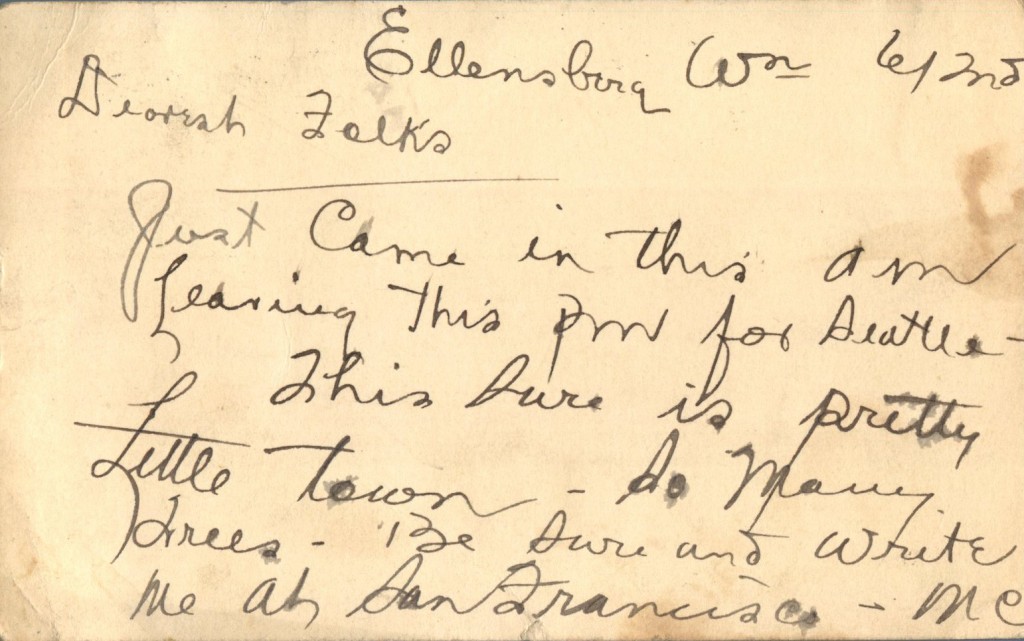 Ellensburg Wn 6/2nd
Dearest Folks
Just Came in this am
Leaving this pm for Seattle -
This sure is pretty
Little town - So Many
Trees - Be sure and write
Me at San Francisco - MC